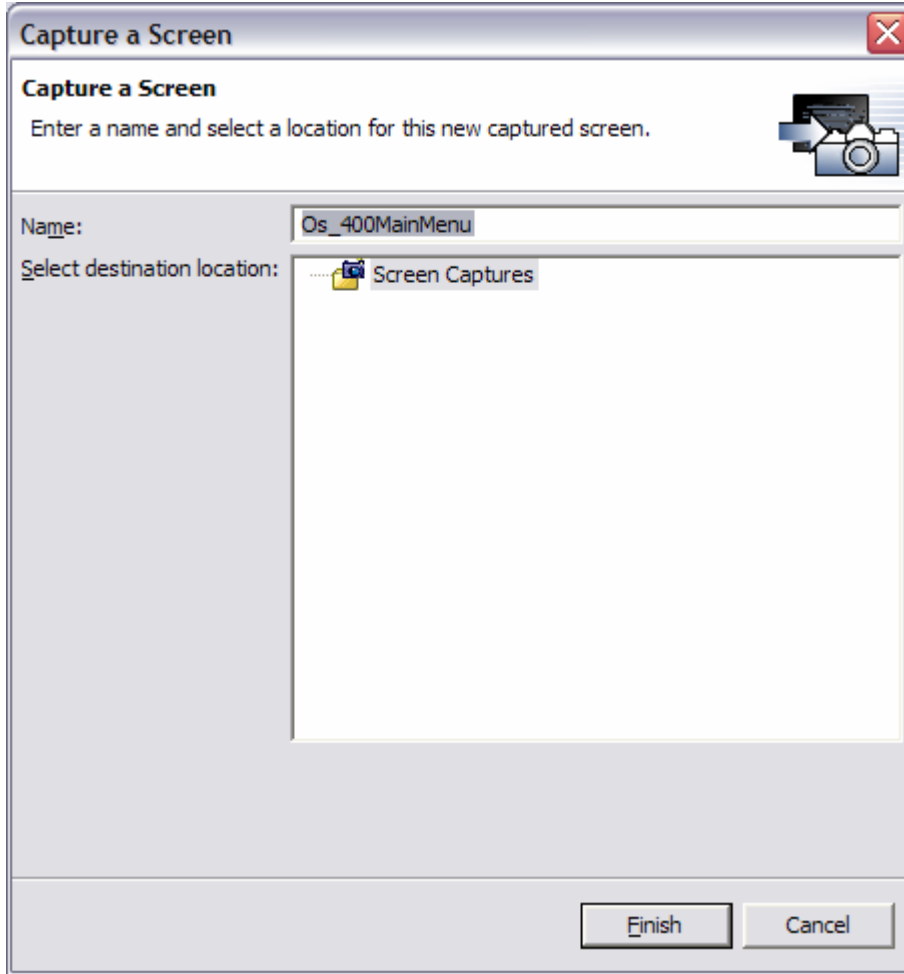 Capture a Screen
Capture a Screen
Enter a name and select a location for this new captured screen.
Name: Os_400MainMenu
Select destination location: Screen Captures
Finish Cancel